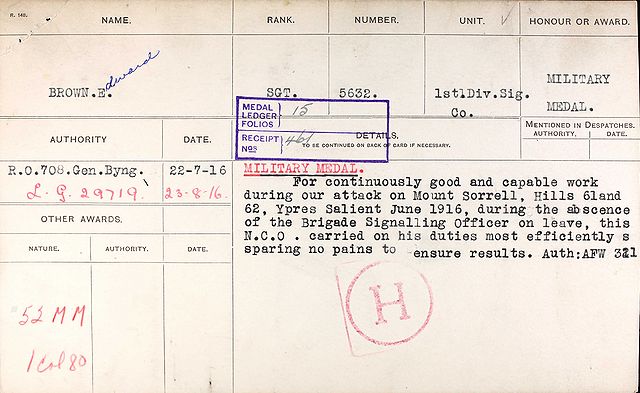 R. 148.
NAME.
RANK.
NUMBER.
UNIT.
HONOUR OR AWARD.
BROWN.Edward
SGT.
5632.
1st1Div.Sig.
Co.
MILITARY
MEDAL.
MEDAL
LEDGER
FOLIOS
15
RECEIPT
Nos
461
DETAILS.
TO BE CONTINUED ON BACK OF CARD IF NECESSARY.
MENTIONED IN DESPATCHES.
AUTHORITY.
DATE.
AUTHORITY
DATE.
R.O.708.Gen.Byng.
22-7-16
L. G. 29719.
23-8-16.
OTHER AWARDS.
NATURE.
AUTHORITY.
DATE.
52 MM
1 Col 80
MILITARY MEDAL.
For continuously good and capable work
during our attack on Mount Sorrell, Hills 61and
62, Ypres Salient June 1916, during the abscence
of the Brigade Signalling Officer on leave, this
N.C.O . carried on his duties most efficiently s
sparing no pains to ensure results. Auth:AFW 3121
H